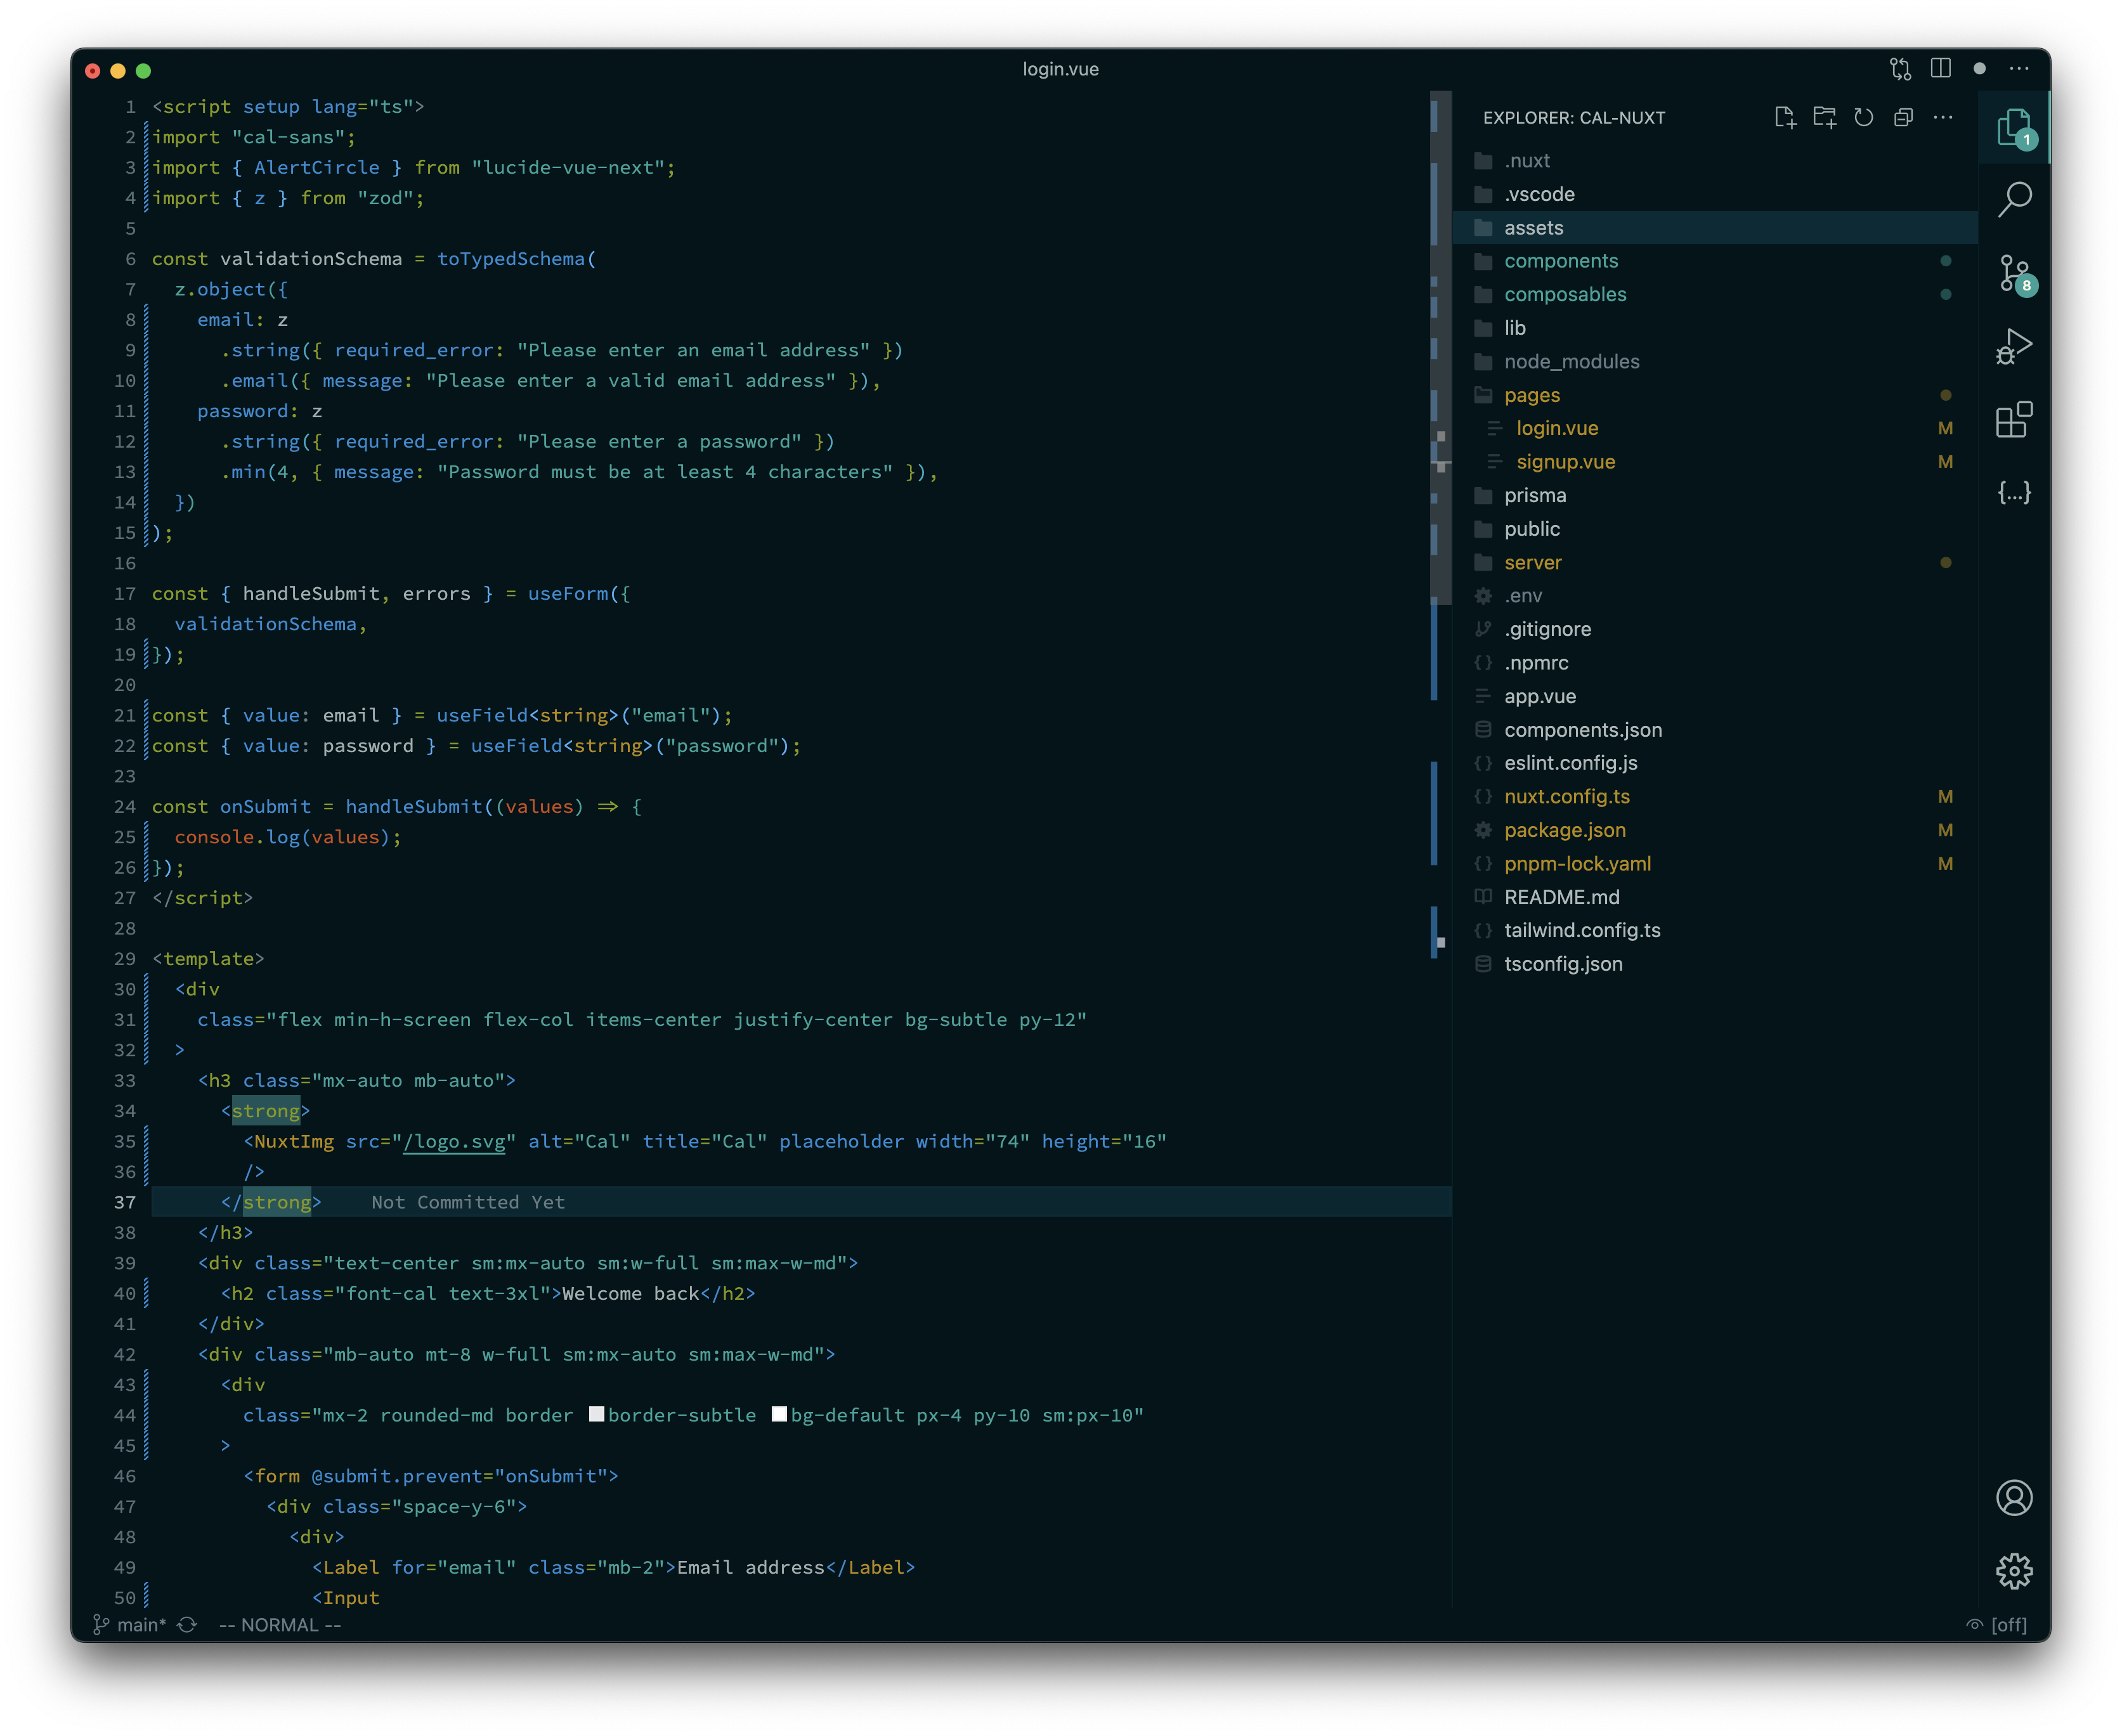 login.vue
1 <script setup lang="ts">
2 import "cal-sans";
3 import { AlertCircle } from "lucide-vue-next";
4 import { z } from "zod";
5
6 const validationSchema = toTypedSchema(
7   z.object({
8     email: z
9       .string({ required_error: "Please enter an email address" })
10       .email({ message: "Please enter a valid email address" }),
11     password: z
12       .string({ required_error: "Please enter a password" })
13       .min(4, { message: "Password must be at least 4 characters" }),
14   })
15 );
16
17 const { handleSubmit, errors } = useForm({
18   validationSchema,
19 });
20
21 const { value: email } = useField<string>("email");
22 const { value: password } = useField<string>("password");
23
24 const onSubmit = handleSubmit((values) => {
25   console.log(values);
26 });
27 </script>
28
29 <template>
30   <div
31     class="flex min-h-screen flex-col items-center justify-center bg-subtle py-12"
32   >
33     <h3 class="mx-auto mb-auto">
34       <strong>
35         <NuxtImg src="/logo.svg" alt="Cal" title="Cal" placeholder width="74" height="16"
36         />
37       </strong>    Not Committed Yet
38     </h3>
39     <div class="text-center sm:mx-auto sm:w-full sm:max-w-md">
40       <h2 class="font-cal text-3xl">Welcome back</h2>
41     </div>
42     <div class="mb-auto mt-8 w-full sm:mx-auto sm:max-w-md">
43       <div
44         class="mx-2 rounded-md border border-subtle bg-default px-4 py-10 sm:px-10"
45       >
46         <form @submit.prevent="onSubmit">
47           <div class="space-y-6">
48             <div>
49               <Label for="email" class="mb-2">Email address</Label>
50               <Input
EXPLORER: CAL-NUXT
.nuxt
.vscode
assets
components
composables
lib
node_modules
pages
login.vue M
signup.vue M
prisma
public
server
.env
.gitignore
.npmrc
app.vue
components.json
eslint.config.js
nuxt.config.ts M
package.json M
pnpm-lock.yaml M
README.md
tailwind.config.ts
tsconfig.json
1
8
{...}
main* -- NORMAL --
[off]